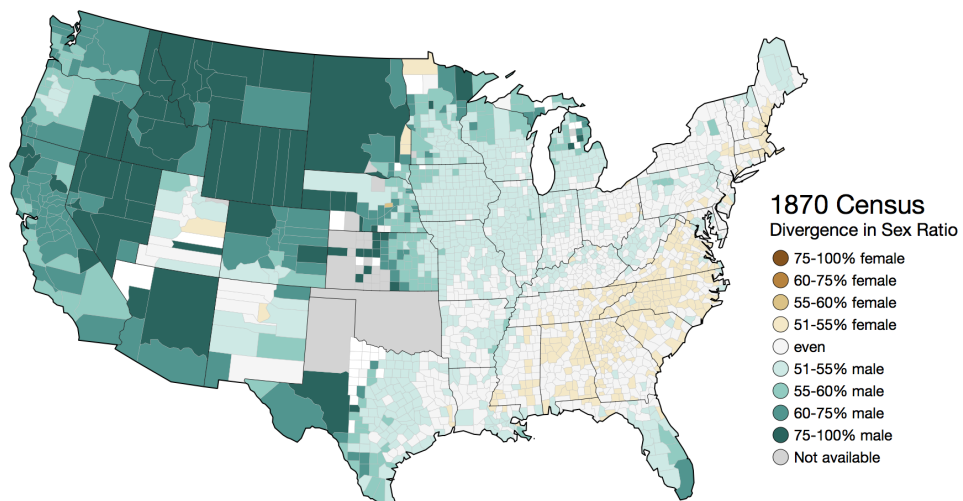 1870 Census
Divergence in Sex Ratio
75-100% female
60-75% female
55-60% female
51-55% female
even
51-55% male
55-60% male
60-75% male
75-100% male
Not available